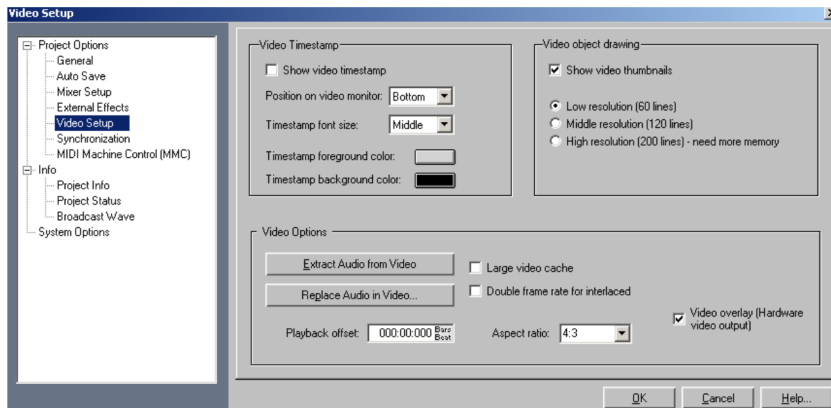 Video Setup
Project Options
General
Auto Save
Mixer Setup
External Effects
Video Setup
Synchronization
MIDI Machine Control (MMC)
Info
Project Info
Project Status
Broadcast Wave
System Options
Video Timestamp
Show video timestamp
Position on video monitor: Bottom
Timestamp font size: Middle
Timestamp foreground color:
Timestamp background color:
Video object drawing
Show video thumbnails
Low resolution (60 lines)
Middle resolution (120 lines)
High resolution (200 lines) - need more memory
Video Options
Extract Audio from Video
Replace Audio in Video...
Large video cache
Double frame rate for interlaced
Playback offset: 000:00:000 Bars Beat
Aspect ratio: 4:3
Video overlay (Hardware
video output)
OK
Cancel
Help...